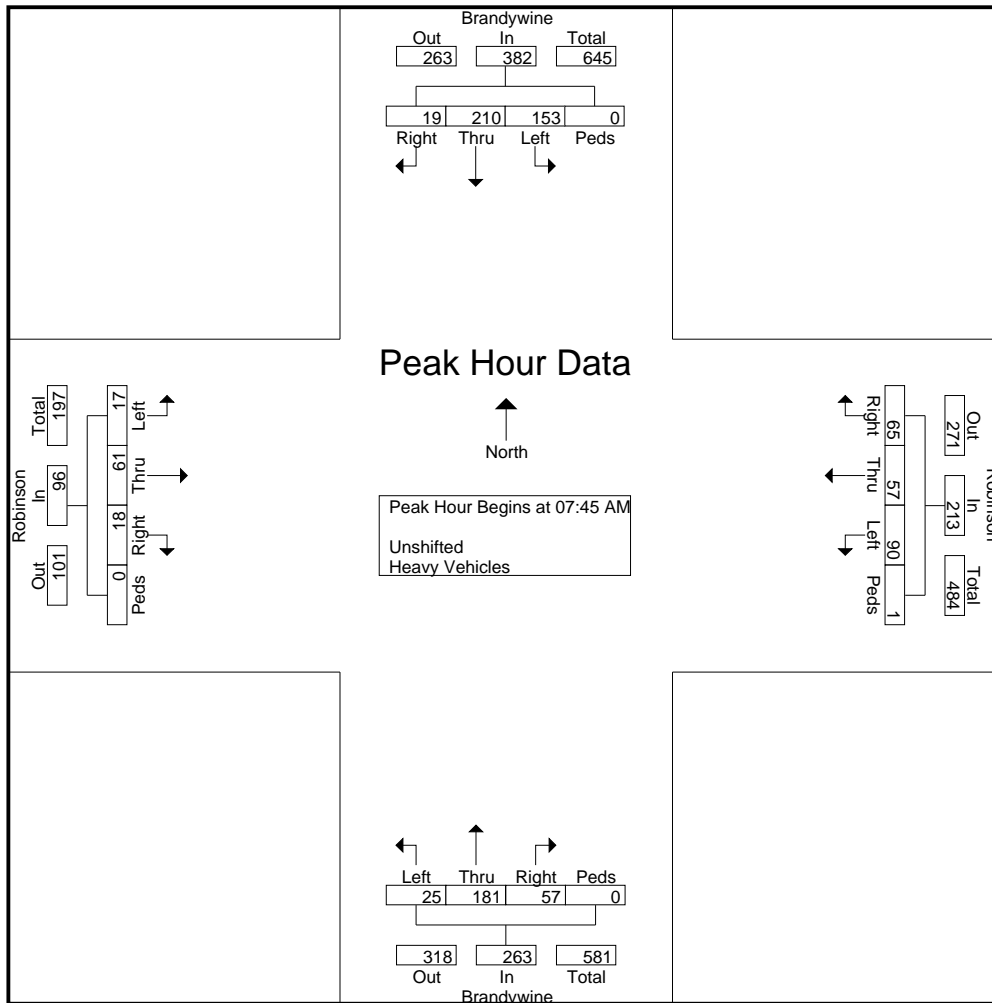 Brandywine
Out In Total
263 382 645
19 210 153 0
Right Thru Left Peds
Peak Hour Data
North
Peak Hour Begins at 07:45 AM
Unshifted
Heavy Vehicles
Robinson
Out In Total
101 96 197
Left Thru Right Peds
17 61 18 0
Robinson
Out In Total
271 213 484
Right Thru Left Peds
65 57 90 1
Left Thru Right Peds
25 181 57 0
318 263 581
Out In Total
Brandywine